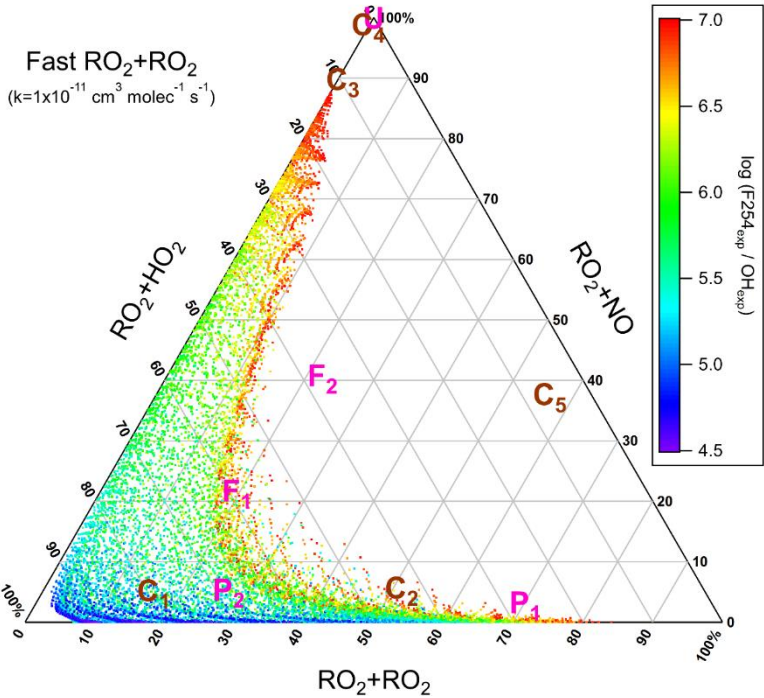 Fast RO₂+RO₂
(k=1x10⁻¹¹ cm³ molec⁻¹ s⁻¹)
100%
U
C₄
C₃
F₂
C₅
F₁
C₁
P₂
C₂
P₁
RO₂+HO₂
10
20
30
40
50
60
70
80
90
100%
RO₂+NO
90
80
70
60
50
40
30
20
10
0
0
10
20
30
40
50
60
70
80
90
100%
RO₂+RO₂
7.0
6.5
6.0
5.5
5.0
4.5
log (F254exp / OHexp)